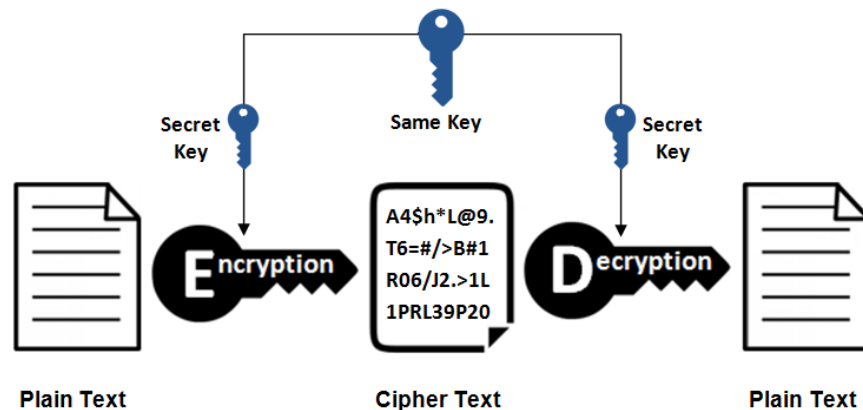 Same Key
Secret
Key
Secret
Key
Encryption
A4$h*L@9.
T6=#/>B#1
R06/J2.>1L
1PRL39P20
Decryption
Plain Text
Cipher Text
Plain Text